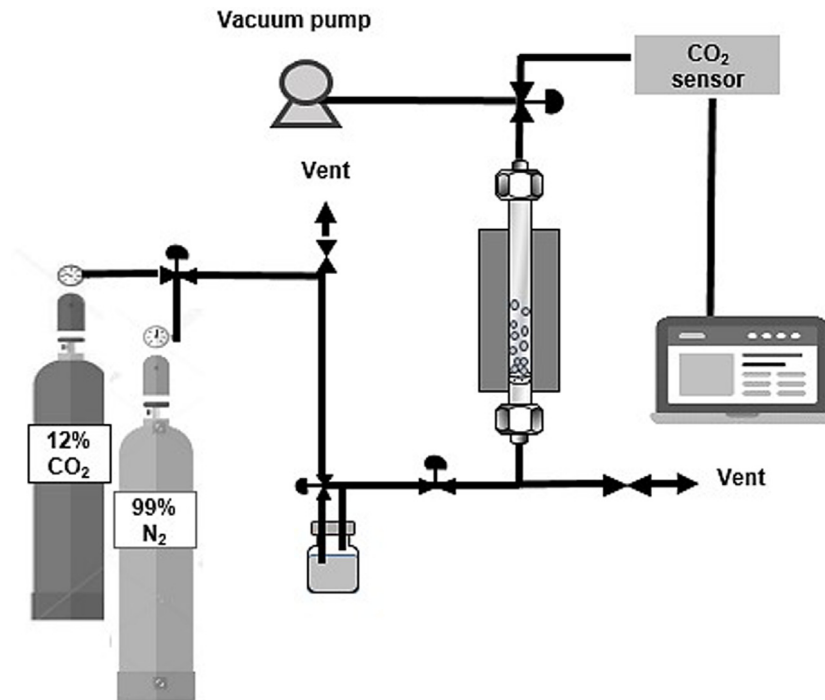 Vacuum pump
CO₂
sensor
Vent
12%
CO₂
99%
N₂
Vent